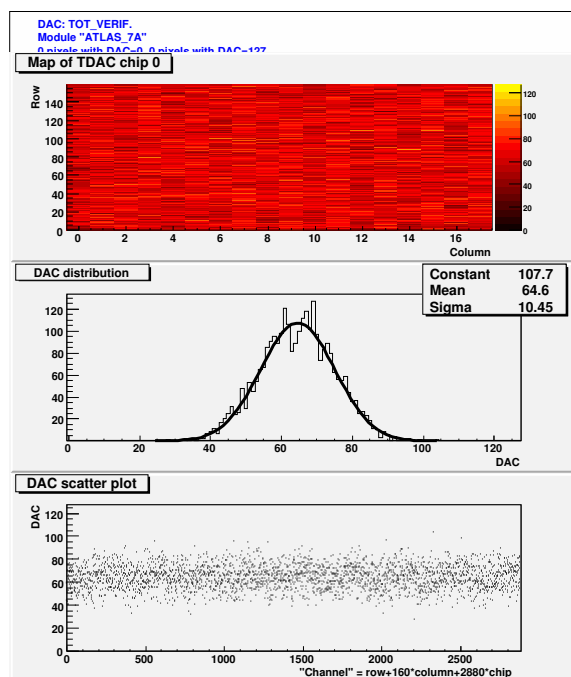 DAC: TOT_VERIF.
Module "ATLAS_7A"
0 pixels with DAC=0, 0 pixels with DAC=127
Map of TDAC chip 0
Row
140
120
100
80
60
40
20
0
120
100
80
60
40
20
0
0 2 4 6 8 10 12 14 16
Column
DAC distribution
Constant 107.7
Mean 64.6
Sigma 10.45
120
100
80
60
40
20
0 20 40 60 80 100 120
DAC
DAC scatter plot
DAC
120
100
80
60
40
20
0
0 500 1000 1500 2000 2500
"Channel" = row+160*column+2880*chip